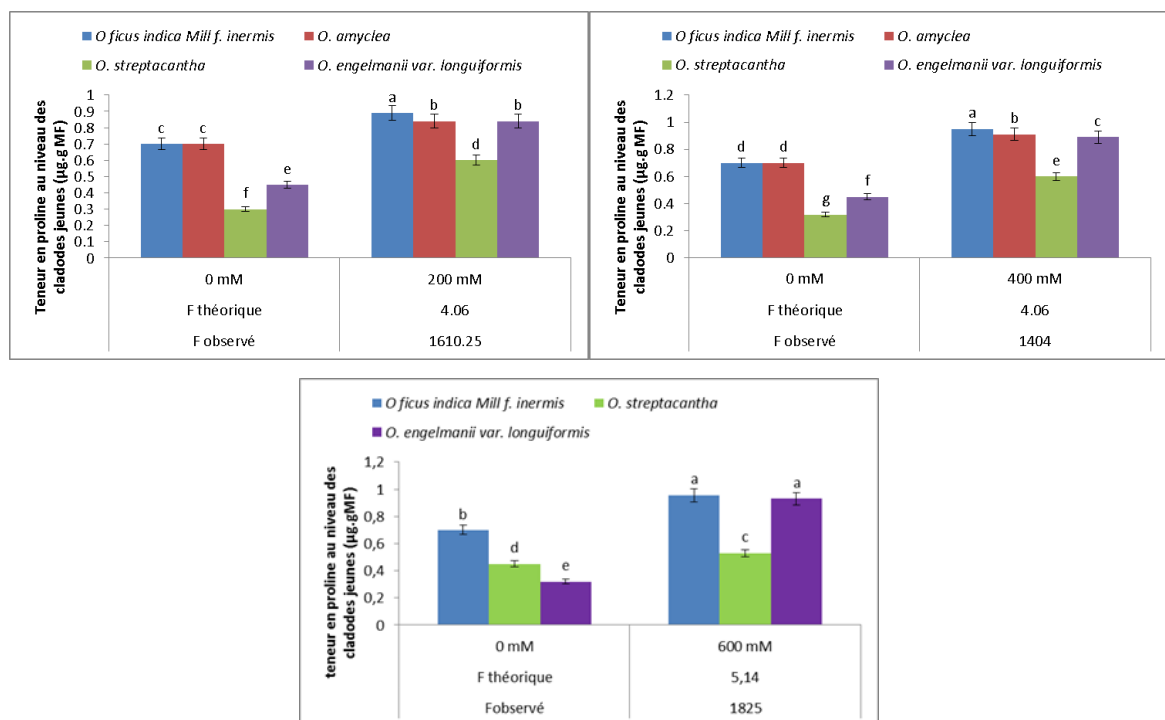 O ficus indica Mill f. inermis
O. amyclea
O. streptacantha
O. engelmanii var. longuiformis
Teneur en proline au niveau des
cladodes jeunes (µg.g MF)
1
0.9
0.8
0.7
0.6
0.5
0.4
0.3
0.2
0.1
0
c
c
f
e
a
b
d
b
0 mM
200 mM
F théorique
4.06
F observé
1610.25
O ficus indica Mill f. inermis
O. amyclea
O. streptacantha
O. engelmanii var. longuiformis
Teneur en proline au niveau des
cladodes jeunes (µg.g MF)
1.2
1
0.8
0.6
0.4
0.2
0
d
d
g
f
a
b
e
c
0 mM
400 mM
F théorique
4.06
F observé
1404
O ficus indica Mill f. inermis
O. streptacantha
O. engelmanii var. longuiformis
teneur en proline au niveau des
cladodes jeunes (µg.gMF)
1,2
1
0,8
0,6
0,4
0,2
0
b
d
e
a
c
a
0 mM
600 mM
F théorique
5,14
Fobservé
1825